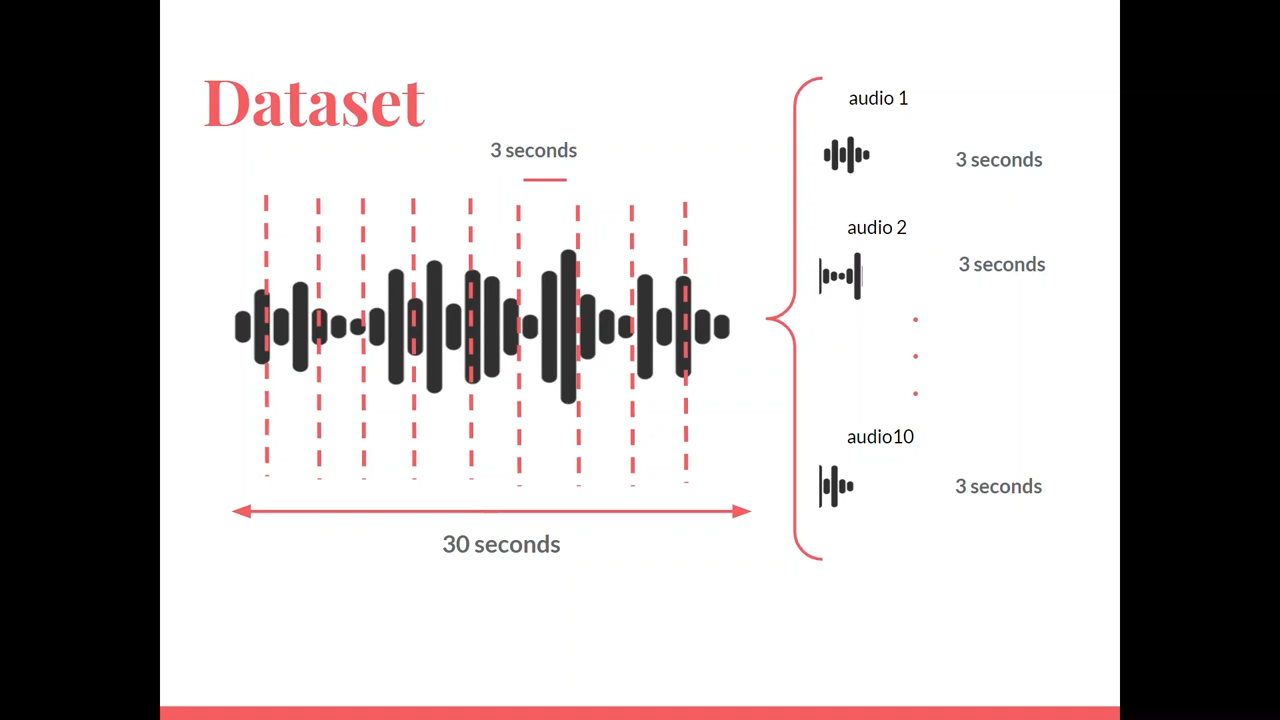 Dataset
3 seconds
30 seconds
audio 1
3 seconds
audio 2
3 seconds
audio10
3 seconds